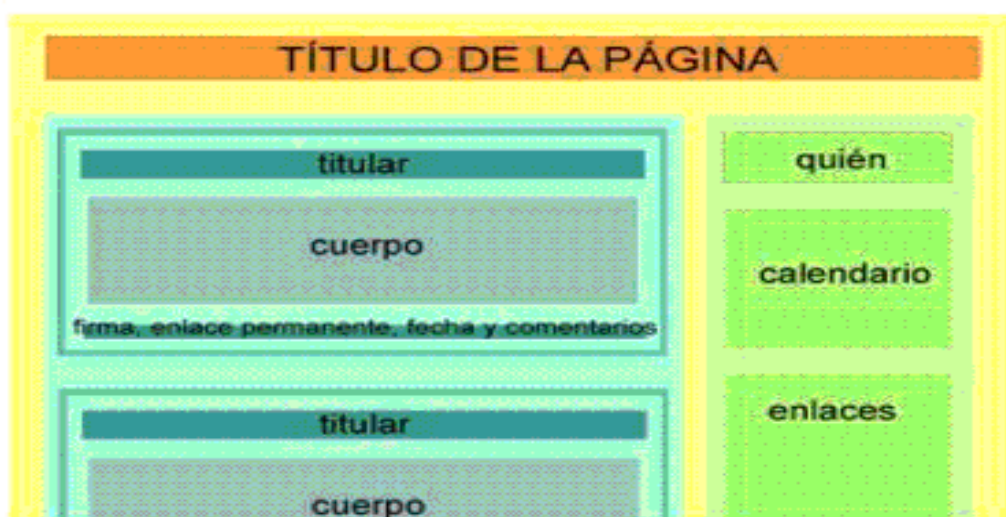 TÍTULO DE LA PÁGINA
titular
cuerpo
firma, enlace permanente, fecha y comentarios
titular
cuerpo
quién
calendario
enlaces